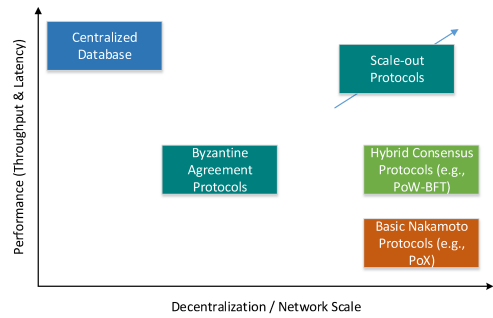 Performance (Throughput & Latency)
Centralized
Database
Scale-out
Protocols
Byzantine
Agreement
Protocols
Hybrid Consensus
Protocols (e.g.,
PoW-BFT)
Basic Nakamoto
Protocols (e.g.,
PoX)
Decentralization / Network Scale